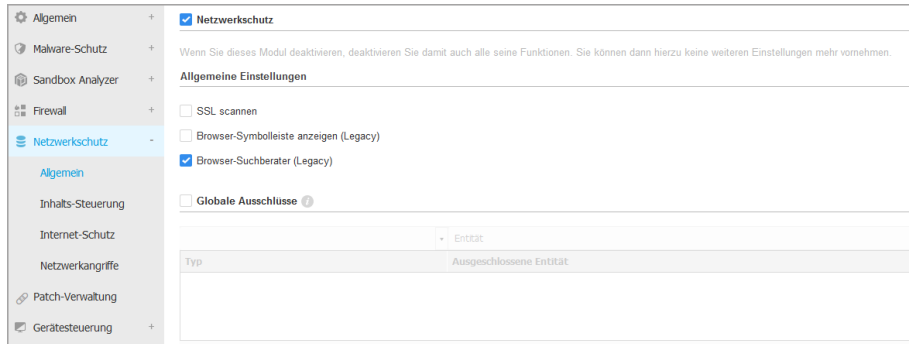 Allgemein +
Malware-Schutz +
Sandbox Analyzer +
Firewall +
Netzwerkschutz -
Allgemein
Inhalts-Steuerung
Internet-Schutz
Netzwerkangriffe
Patch-Verwaltung
Gerätesteuerung +
Netzwerkschutz
Wenn Sie dieses Modul deaktivieren, deaktivieren Sie damit auch alle seine Funktionen. Sie können dann hierzu keine weiteren Einstellungen mehr vornehmen.
Allgemeine Einstellungen
SSL scannen
Browser-Symbolleiste anzeigen (Legacy)
Browser-Suchberater (Legacy)
Globale Ausschlüsse i
Entität
Typ Ausgeschlossene Entität